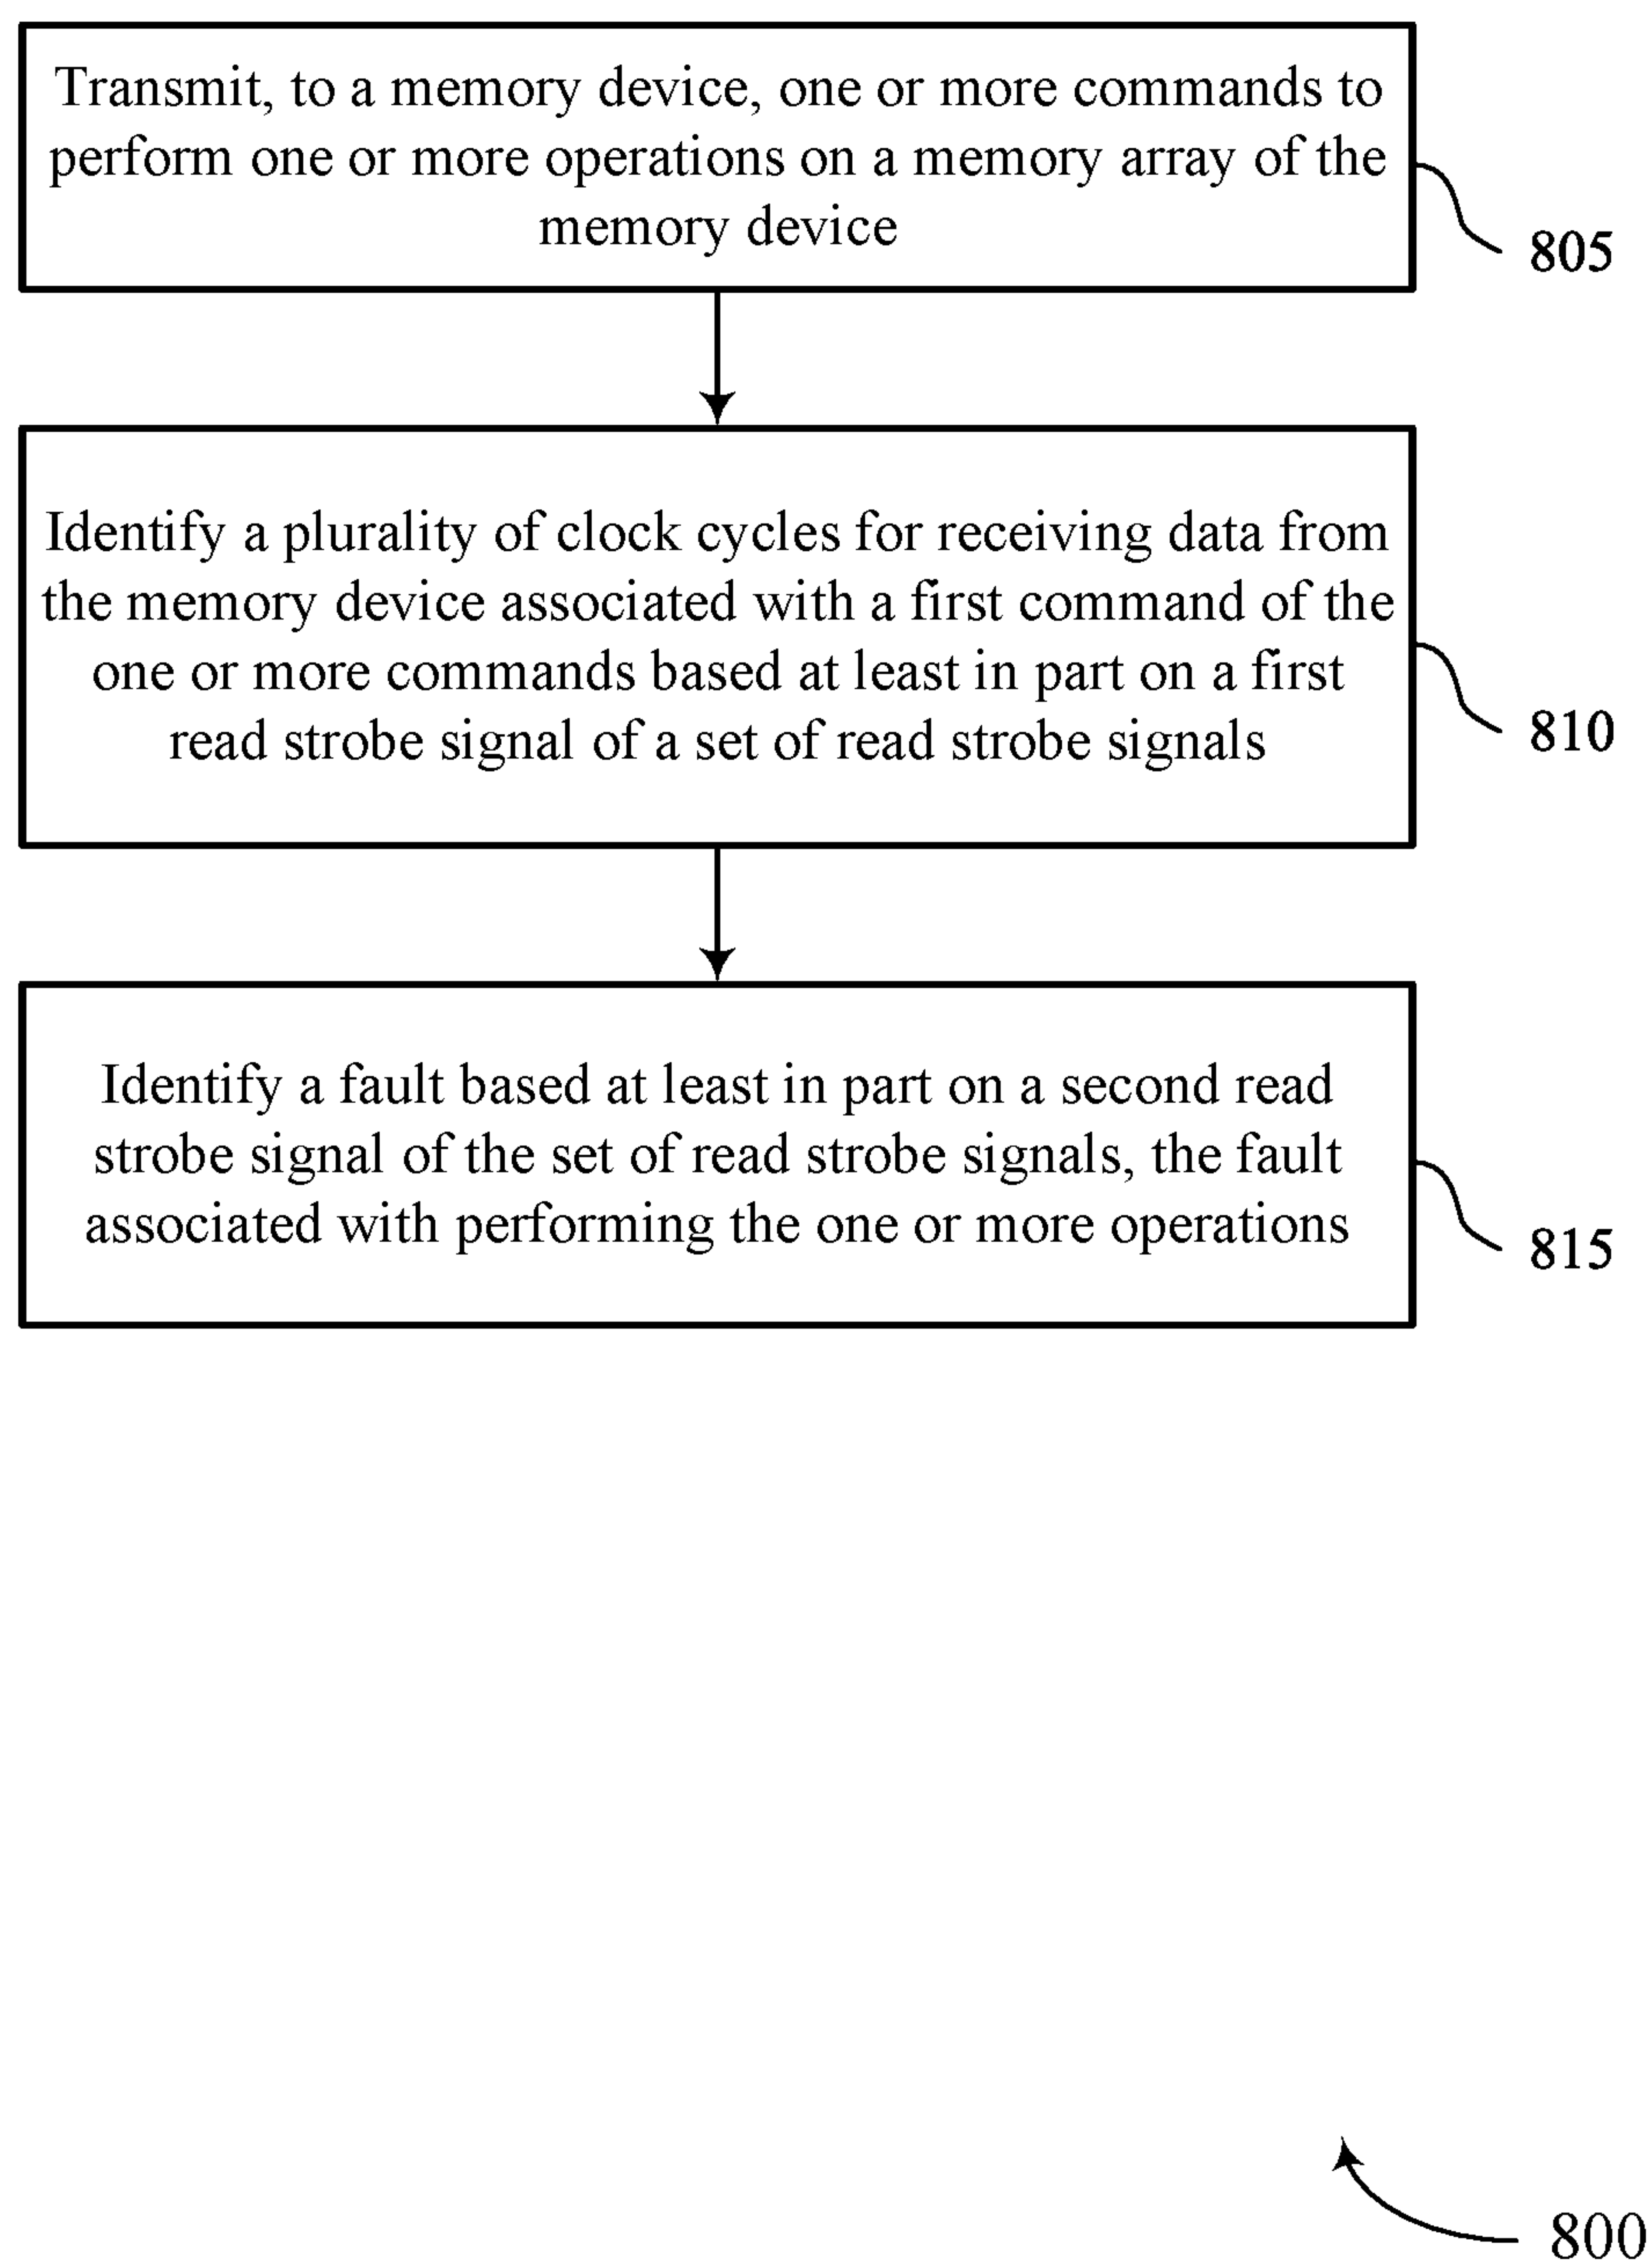 Transmit, to a memory device, one or more commands to
perform one or more operations on a memory array of the
memory device
805
Identify a plurality of clock cycles for receiving data from
the memory device associated with a first command of the
one or more commands based at least in part on a first
read strobe signal of a set of read strobe signals
810
Identify a fault based at least in part on a second read
strobe signal of the set of read strobe signals, the fault
associated with performing the one or more operations
815
800